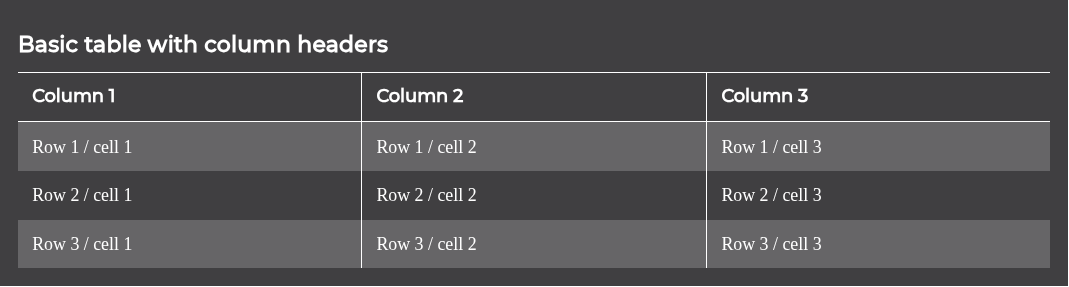 Basic table with column headers
Column 1 Column 2 Column 3
Row 1 / cell 1 Row 1 / cell 2 Row 1 / cell 3
Row 2 / cell 1 Row 2 / cell 2 Row 2 / cell 3
Row 3 / cell 1 Row 3 / cell 2 Row 3 / cell 3